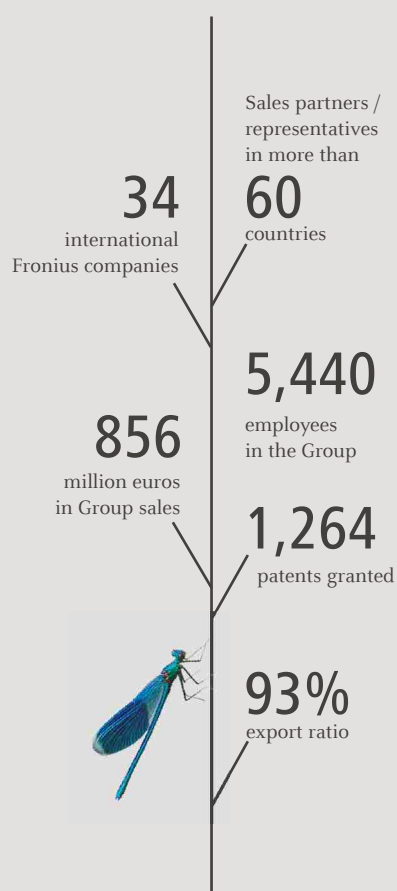 Sales partners /
representatives
in more than
60
countries
34
international
Fronius companies
5,440
employees
in the Group
856
million euros
in Group sales
1,264
patents granted
93%
export ratio